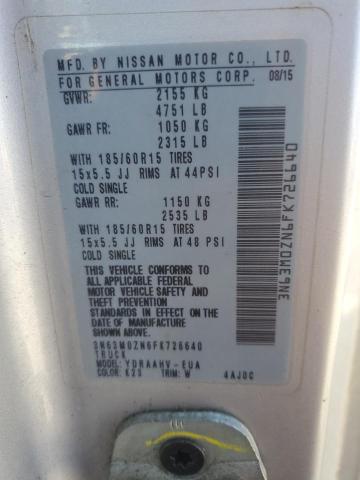 MFD. BY NISSAN MOTOR CO., LTD.
FOR GENERAL MOTORS CORP. 08/15
GVWR: 2155 KG
4751 LB
GAWR FR: 1050 KG
2315 LB
WITH 185/60R15 TIRES
15x5.5 JJ RIMS AT 44PSI
COLD SINGLE
GAWR RR: 1150 KG
2535 LB
WITH 185/60R15 TIRES
15x5.5 JJ RIMS AT 48 PSI
COLD SINGLE
THIS VEHICLE CONFORMS TO
ALL APPLICABLE FEDERAL
MOTOR VEHICLE SAFETY AND
THEFT PREVENTION
STANDARDS IN EFFECT ON
THE DATE OF MANUFACTURE
SHOWN ABOVE.
3N63M0ZN6FK726640
TRUCK
MODEL: YDRAAHV-EUA
COLOR: K23 TRIM: W 4AJ0C
3N63M0ZN6FK726640